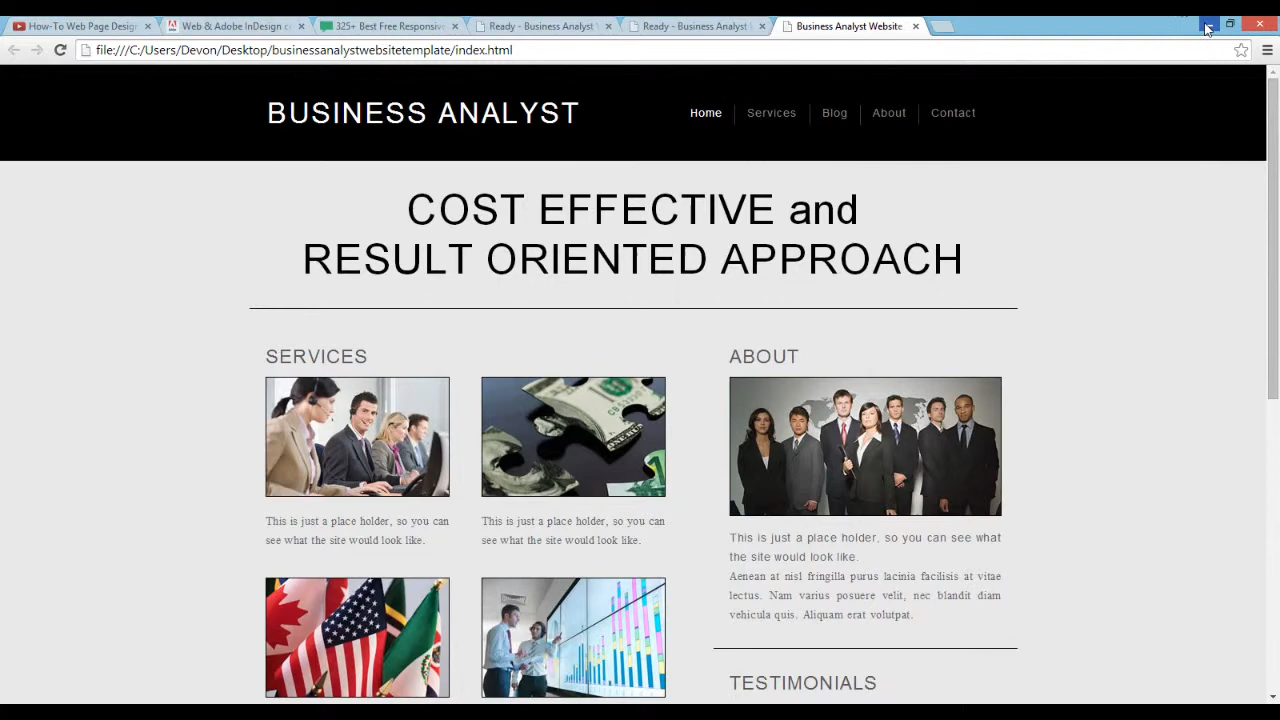 How-To Web Page Desig
Web & Adobe InDesign c
325+ Best Free Responsiv
Ready - Business Analyst
Ready - Business Analyst
Business Analyst Website
file:///C:/Users/Devon/Desktop/businessanalystwebsitetemplate/index.html
BUSINESS ANALYST
Home
Services
Blog
About
Contact
COST EFFECTIVE and
RESULT ORIENTED APPROACH
SERVICES
This is just a place holder, so you can
see what the site would look like.
This is just a place holder, so you can
see what the site would look like.
ABOUT
This is just a place holder, so you can see what
the site would look like.
Aenean at nisl fringilla purus lacinia facilisis at vitae
lectus. Nam varius posuere velit, nec blandit diam
vehicula quis. Aliquam erat volutpat.
TESTIMONIALS